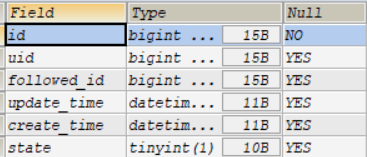 Field Type Null
id bigint ... 15B NO
uid bigint ... 15B YES
followed_id bigint ... 15B YES
update_time datetim... 11B YES
create_time datetim... 11B YES
state tinyint(1) 10B YES